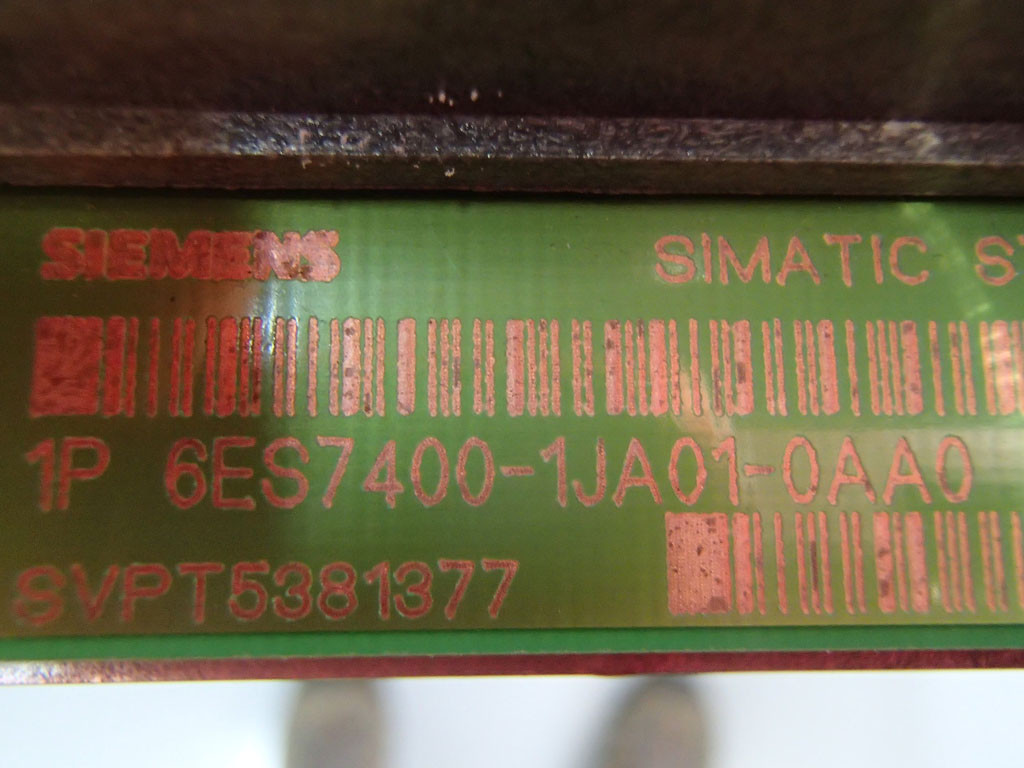 SIEMENS SIMATIC
1P 6ES7400-1JA01-0AA0
SVPT5381377